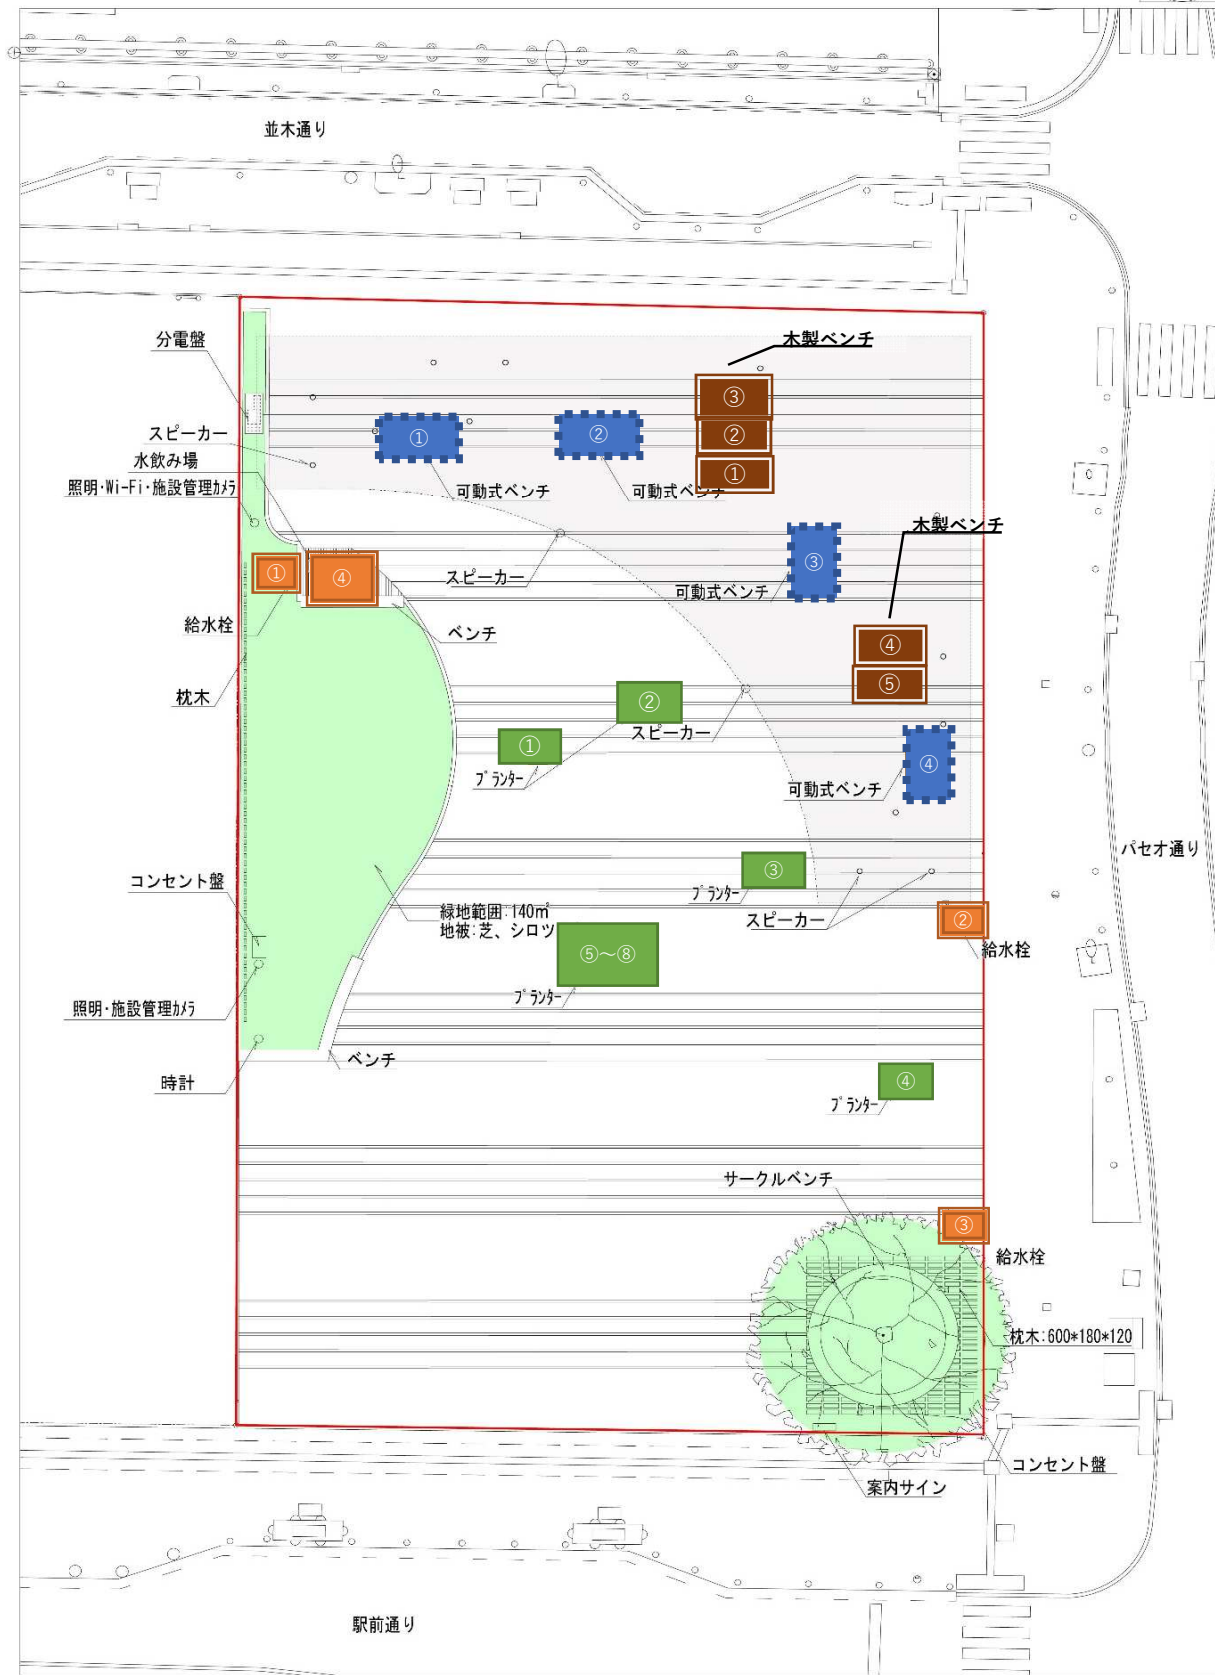 並木通り
木製ベンチ
分電盤
③
スピーカー
①
②
②
水飲み場
①
照明・Wi-Fi・施設管理ｶﾒﾗ
可動式ベンチ
可動式ベンチ
木製ベンチ
①
④
スピーカー
③
可動式ベンチ
給水栓
ベンチ
④
枕木
②
⑤
スピーカー
①
④
ﾌﾟﾗﾝﾀｰ
可動式ベンチ
パセオ通り
③
コンセント盤
ﾌﾟﾗﾝﾀｰ
緑地範囲:140㎡
地被:芝、シロツ
スピーカー
②
⑤～⑧
給水栓
ﾌﾟﾗﾝﾀｰ
照明・施設管理ｶﾒﾗ
ベンチ
時計
④
ﾌﾟﾗﾝﾀｰ
サークルベンチ
③
給水栓
枕木:600*180*120
コンセント盤
案内サイン
駅前通り